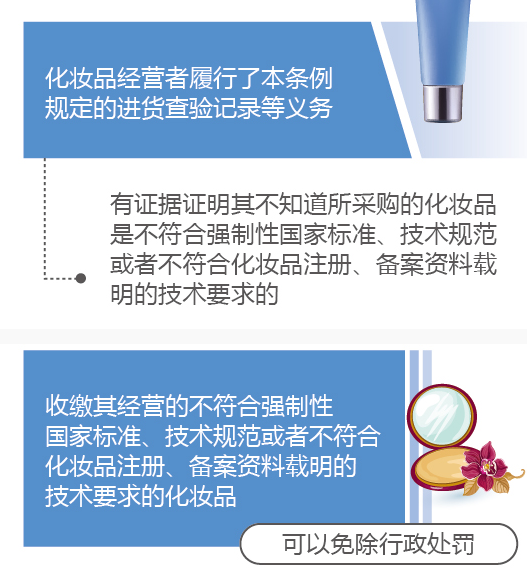 化妆品经营者履行了本条例
规定的进货查验记录等义务
有证据证明其不知道所采购的化妆品
是不符合强制性国家标准、技术规范
或者不符合化妆品注册、备案资料载
明的技术要求的
收缴其经营的不符合强制性
国家标准、技术规范或者不符合
化妆品注册、备案资料载明的
技术要求的化妆品
可以免除行政处罚